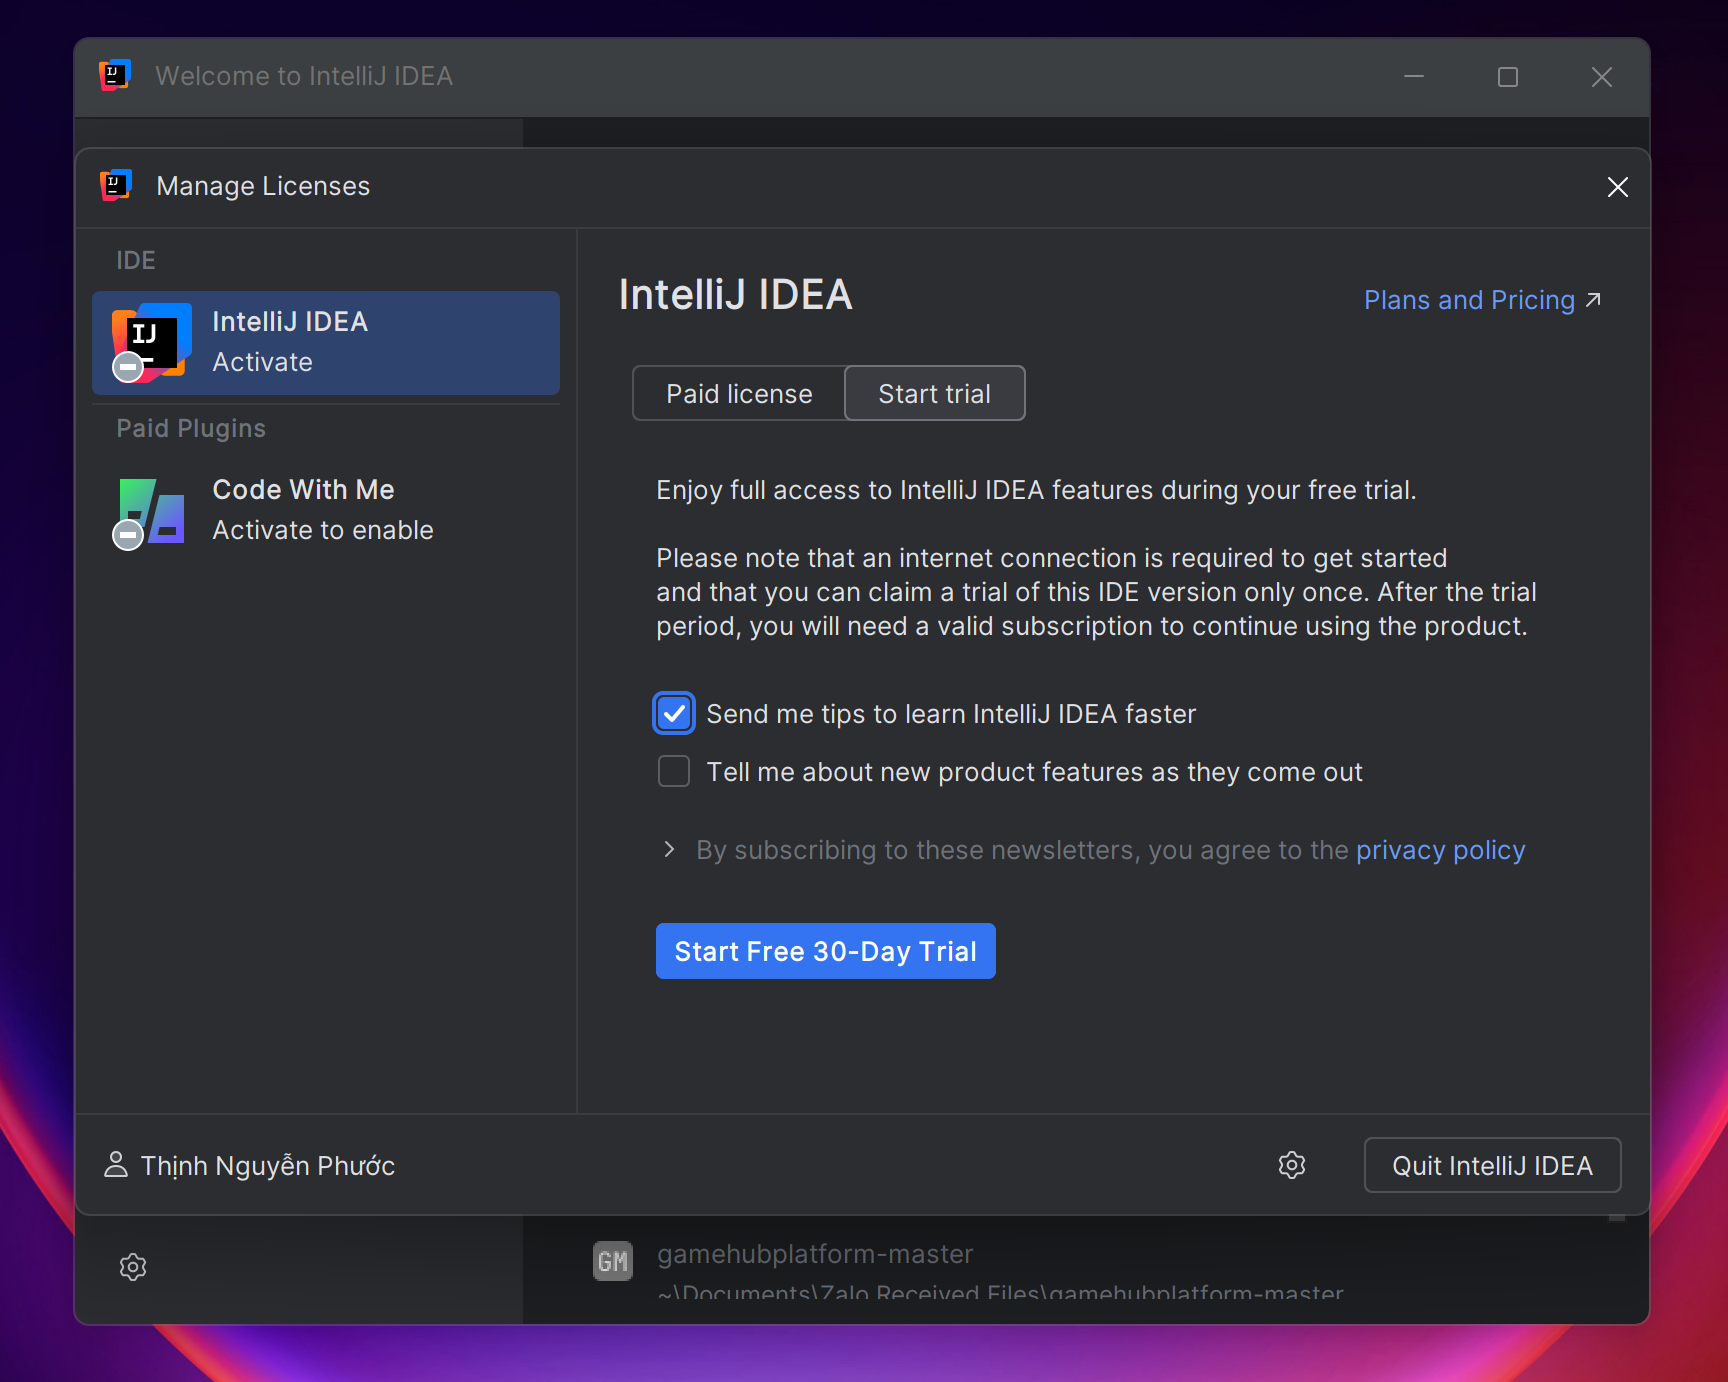 IJ
Welcome to IntelliJ IDEA
IJ
Manage Licenses
IDE
IJ
IntelliJ IDEA
Activate
Paid Plugins
Code With Me
Activate to enable
IntelliJ IDEA
Plans and Pricing
Paid license
Start trial
Enjoy full access to IntelliJ IDEA features during your free trial.
Please note that an internet connection is required to get started
and that you can claim a trial of this IDE version only once. After the trial
period, you will need a valid subscription to continue using the product.
Send me tips to learn IntelliJ IDEA faster
Tell me about new product features as they come out
By subscribing to these newsletters, you agree to the privacy policy
Start Free 30-Day Trial
Thịnh Nguyễn Phước
Quit IntelliJ IDEA
GM
gamehubplatform-master
~\Documents\Zalo Received Files\gamehubplatform-master